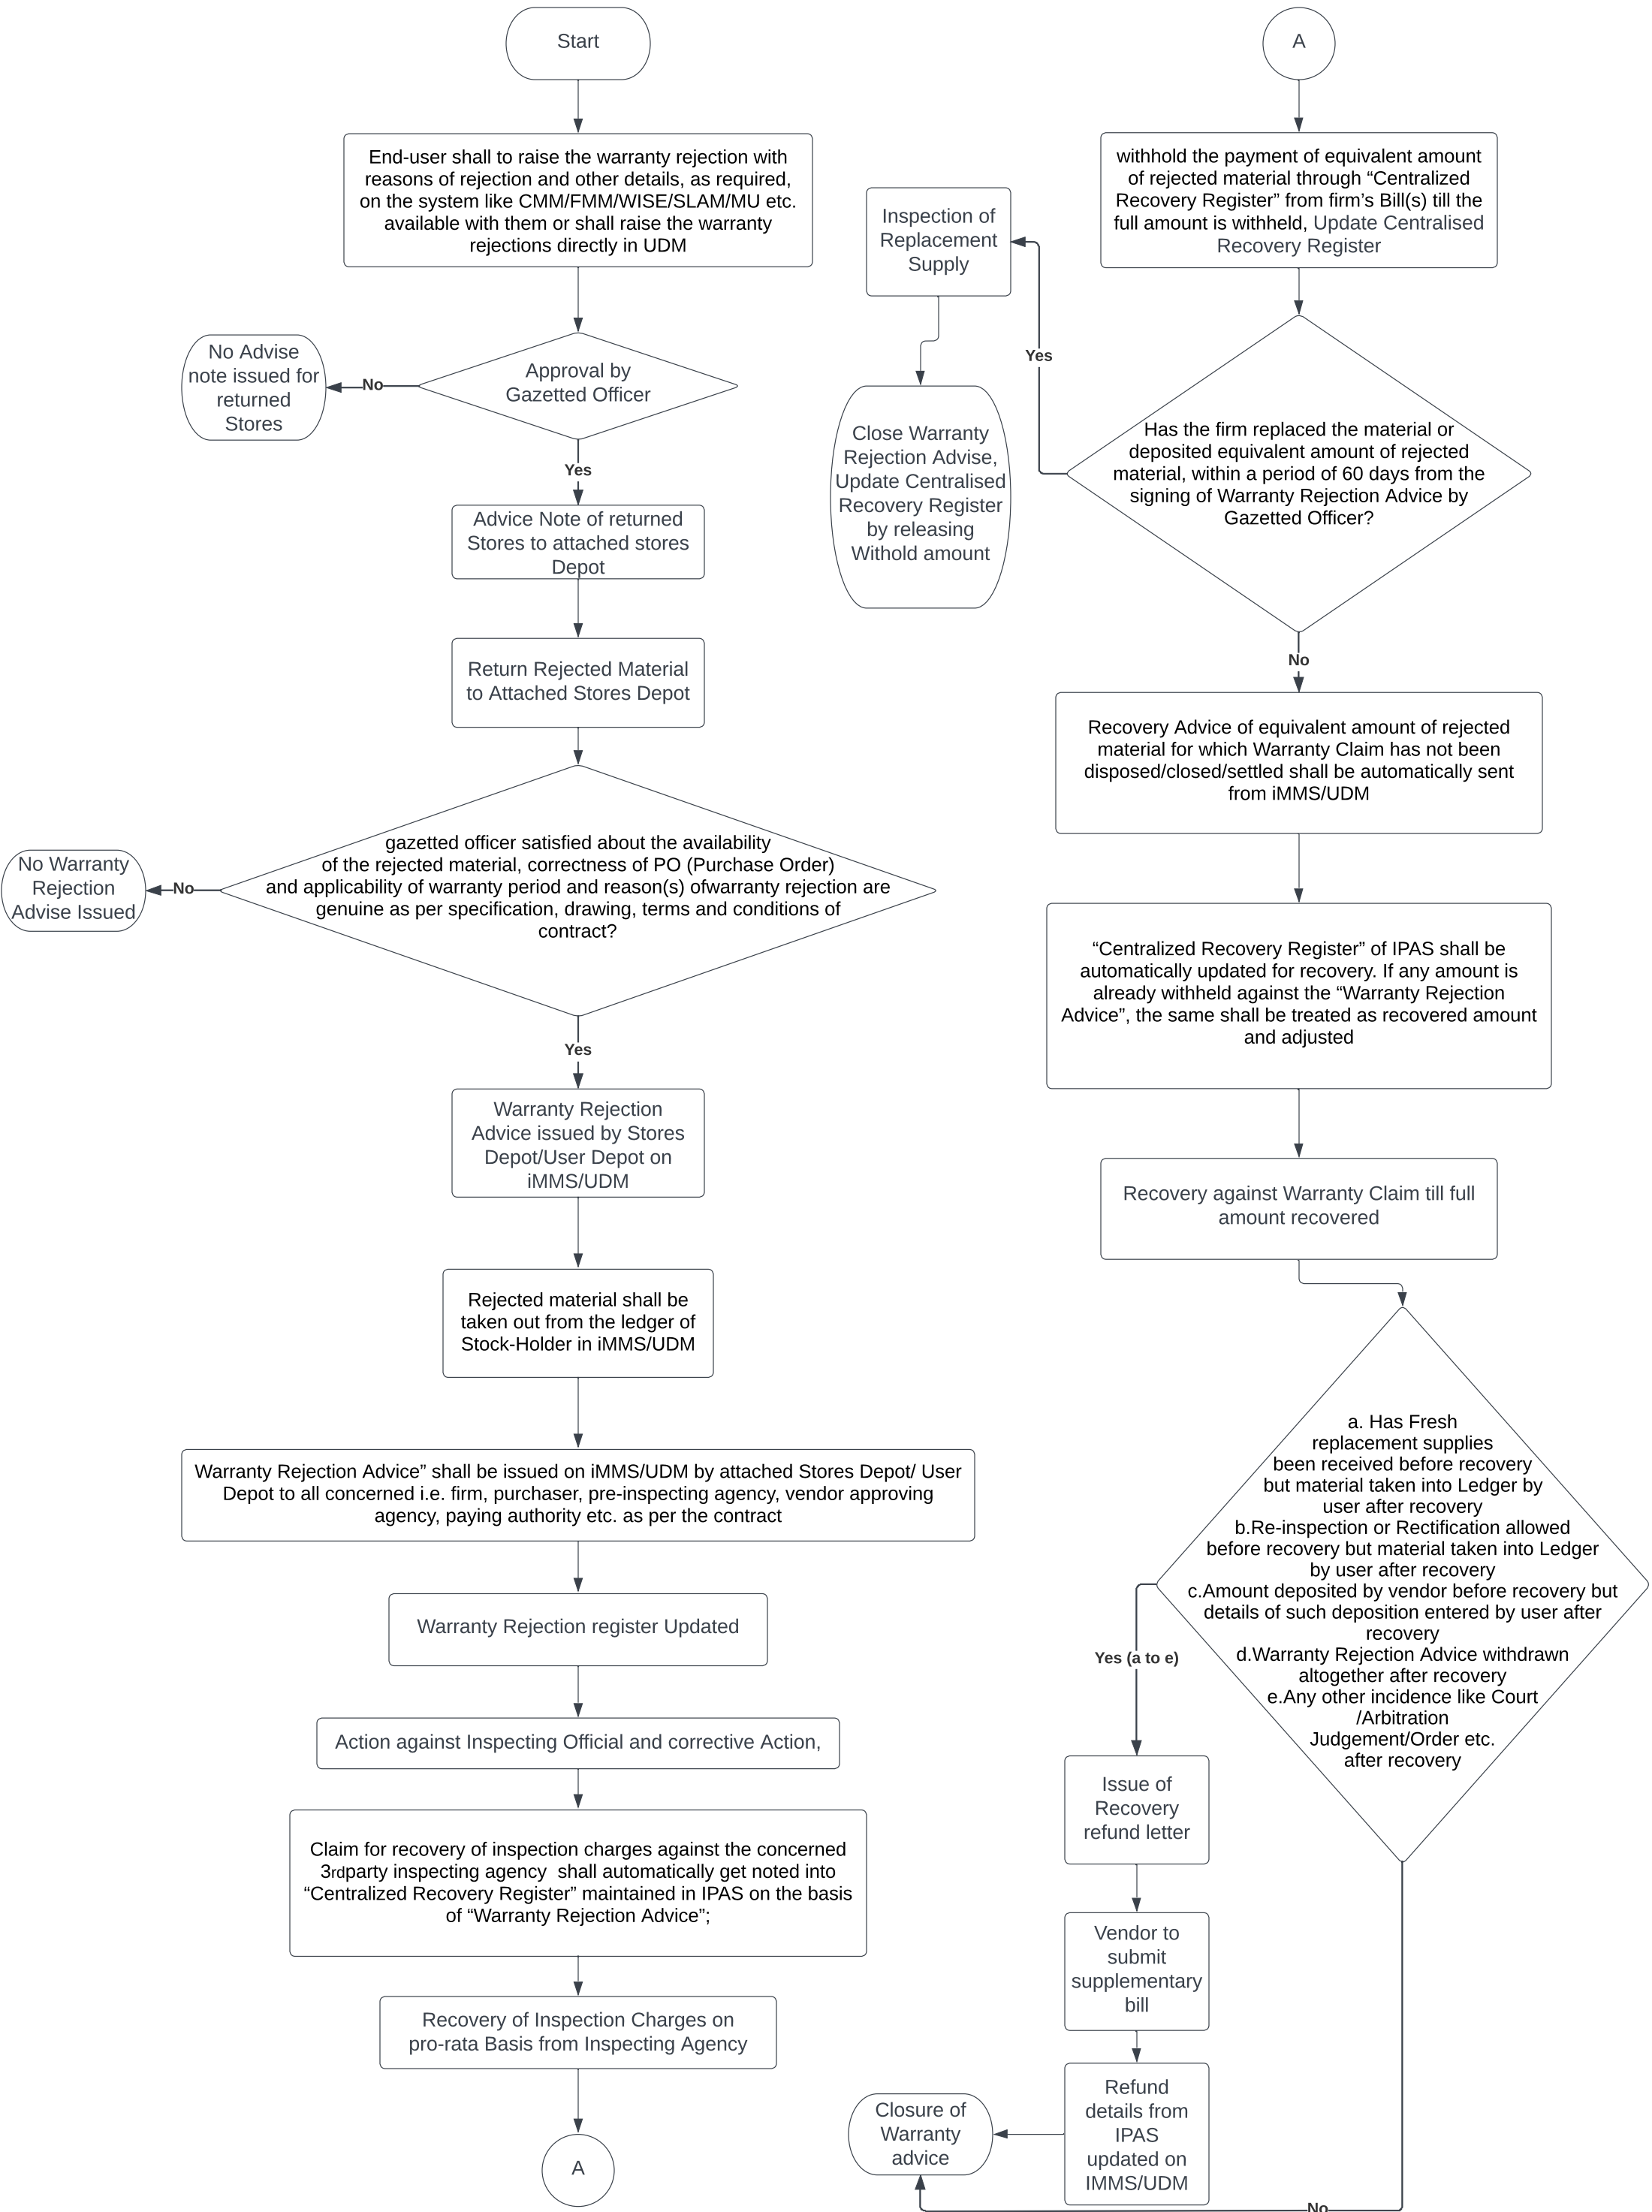 Start
End-user shall to raise the warranty rejection with
reasons of rejection and other details, as required,
on the system like CMM/FMM/WISE/SLAM/MU etc.
available with them or shall raise the warranty
rejections directly in UDM
Approval by
Gazetted Officer
No
No Advise
note issued for
returned
Stores
Yes
Advice Note of returned
Stores to attached stores
Depot
Return Rejected Material
to Attached Stores Depot
gazetted officer satisfied about the availability
of the rejected material, correctness of PO (Purchase Order)
and applicability of warranty period and reason(s) ofwarranty rejection are
genuine as per specification, drawing, terms and conditions of
contract?
No
No Warranty
Rejection
Advise Issued
Yes
Warranty Rejection
Advice issued by Stores
Depot/User Depot on
iMMS/UDM
Rejected material shall be
taken out from the ledger of
Stock-Holder in iMMS/UDM
Warranty Rejection Advice” shall be issued on iMMS/UDM by attached Stores Depot/ User
Depot to all concerned i.e. firm, purchaser, pre-inspecting agency, vendor approving
agency, paying authority etc. as per the contract
Warranty Rejection register Updated
Action against Inspecting Official and corrective Action,
Claim for recovery of inspection charges against the concerned
3rdparty inspecting agency  shall automatically get noted into
“Centralized Recovery Register” maintained in IPAS on the basis
of “Warranty Rejection Advice”;
Recovery of Inspection Charges on
pro-rata Basis from Inspecting Agency
A
A
withhold the payment of equivalent amount
of rejected material through “Centralized
Recovery Register” from firm’s Bill(s) till the
full amount is withheld, Update Centralised
Recovery Register
Has the firm replaced the material or
deposited equivalent amount of rejected
material, within a period of 60 days from the
signing of Warranty Rejection Advice by
Gazetted Officer?
Yes
Inspection of
Replacement
Supply
Close Warranty
Rejection Advise,
Update Centralised
Recovery Register
by releasing
Withold amount
No
Recovery Advice of equivalent amount of rejected
material for which Warranty Claim has not been
disposed/closed/settled shall be automatically sent
from iMMS/UDM
“Centralized Recovery Register” of IPAS shall be
automatically updated for recovery. If any amount is
already withheld against the “Warranty Rejection
Advice”, the same shall be treated as recovered amount
and adjusted
Recovery against Warranty Claim till full
amount recovered
a. Has Fresh
replacement supplies
been received before recovery
but material taken into Ledger by
user after recovery
b.Re-inspection or Rectification allowed
before recovery but material taken into Ledger
by user after recovery
c.Amount deposited by vendor before recovery but
details of such deposition entered by user after
recovery
d.Warranty Rejection Advice withdrawn
altogether after recovery
e.Any other incidence like Court
/Arbitration
Judgement/Order etc.
after recovery
Yes (a to e)
Issue of
Recovery
refund letter
Vendor to
submit
supplementary
bill
Refund
details from
IPAS
updated on
IMMS/UDM
Closure of
Warranty
advice
No